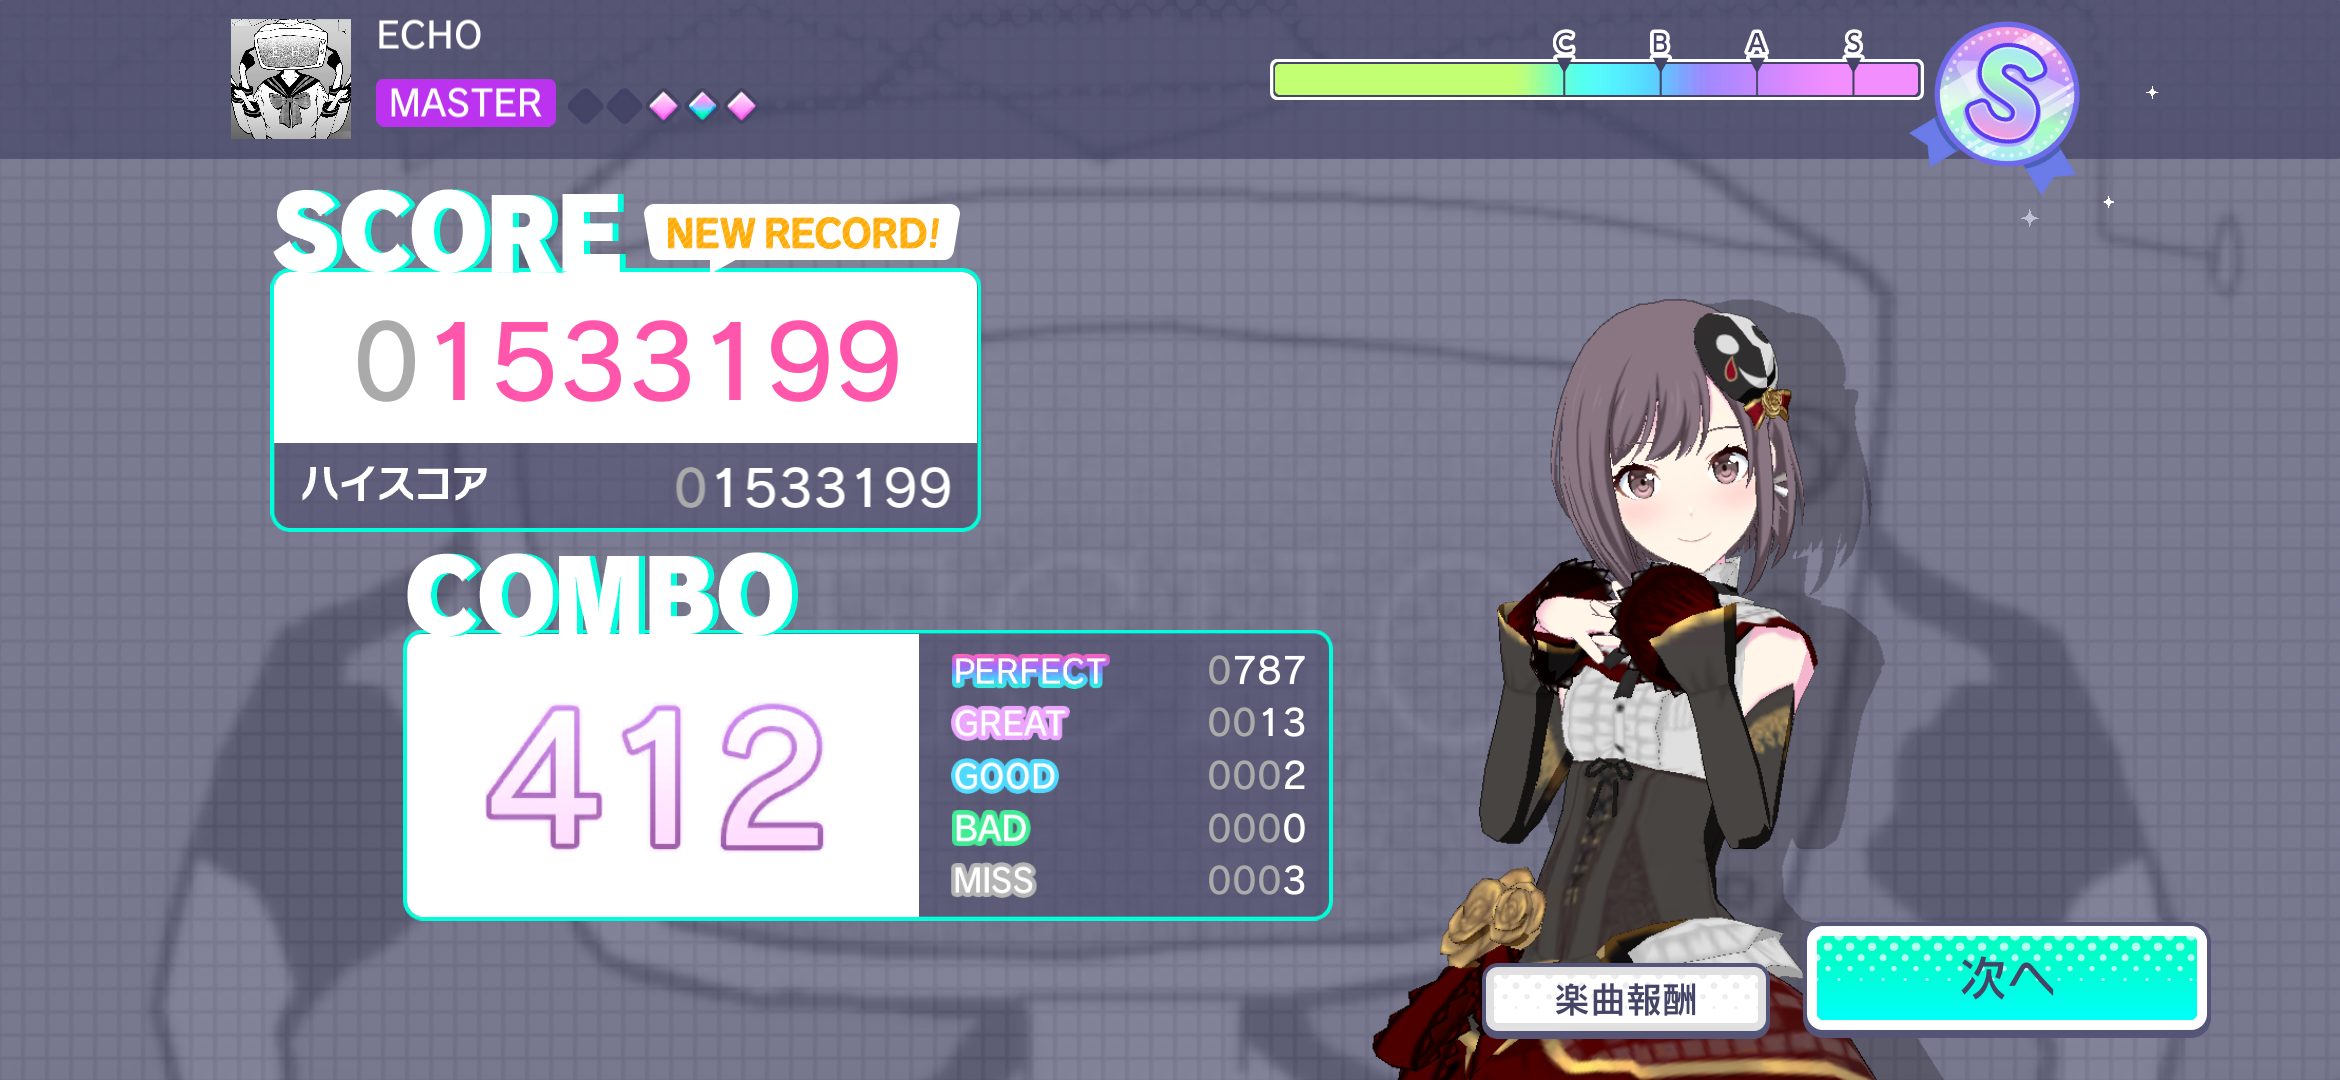 ECHO
ECHO
MASTER
C B A S
S
SCORE
NEW RECORD!
01533199
ハイスコア 01533199
COMBO
412
PERFECT 0787
GREAT 0013
GOOD 0002
BAD 0000
MISS 0003
楽曲報酬
次へ